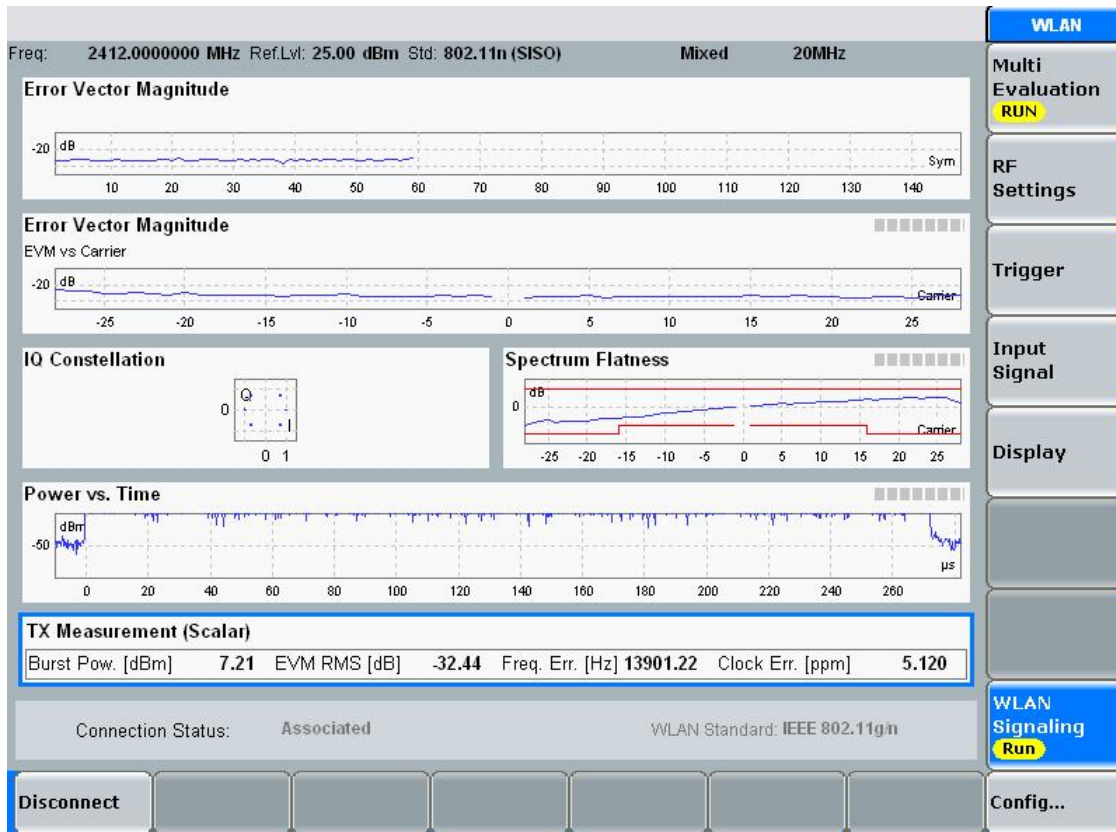 WLAN
Freq: 2412.0000000 MHz Ref.Lvl: 25.00 dBm Std: 802.11n (SISO) Mixed 20MHz
Multi
Evaluation
RUN
RF
Settings
Trigger
Input
Signal
Display
WLAN
Signaling
Run
Config...
Error Vector Magnitude
-20 dB
Sym
10 20 30 40 50 60 70 80 90 100 110 120 130 140
Error Vector Magnitude
EVM vs Carrier
-20 dB
Carrier
-25 -20 -15 -10 -5 0 5 10 15 20 25
IQ Constellation
Q
0
I
0 1
Spectrum Flatness
dB
0
Carrier
-25 -20 -15 -10 -5 0 5 10 15 20 25
Power vs. Time
dBm
-50
µs
0 20 40 60 80 100 120 140 160 180 200 220 240 260
TX Measurement (Scalar)
Burst Pow. [dBm] 7.21 EVM RMS [dB] -32.44 Freq. Err. [Hz] 13901.22 Clock Err. [ppm] 5.120
Connection Status: Associated WLAN Standard: IEEE 802.11g/n
Disconnect